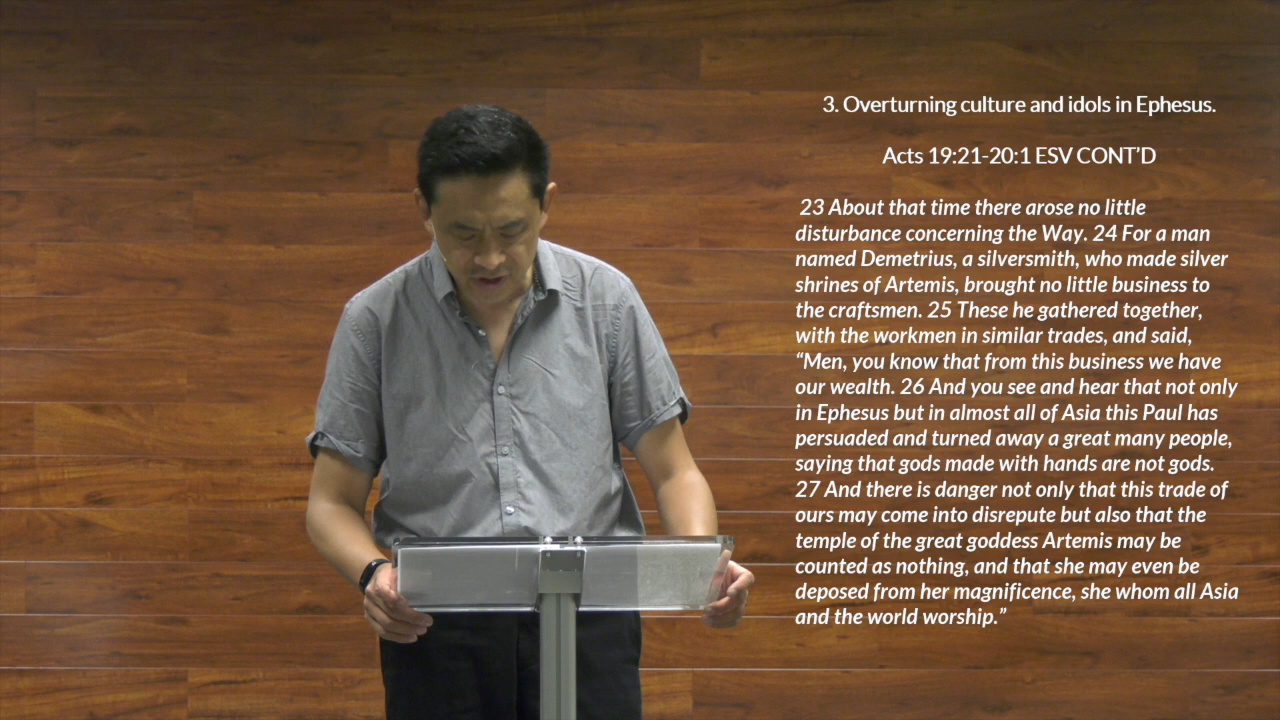 3. Overturning culture and idols in Ephesus.
Acts 19:21-20:1 ESV CONT’D
23 About that time there arose no little
disturbance concerning the Way. 24 For a man
named Demetrius, a silversmith, who made silver
shrines of Artemis, brought no little business to
the craftsmen. 25 These he gathered together,
with the workmen in similar trades, and said,
“Men, you know that from this business we have
our wealth. 26 And you see and hear that not only
in Ephesus but in almost all of Asia this Paul has
persuaded and turned away a great many people,
saying that gods made with hands are not gods.
27 And there is danger not only that this trade of
ours may come into disrepute but also that the
temple of the great goddess Artemis may be
counted as nothing, and that she may even be
deposed from her magnificence, she whom all Asia
and the world worship.”